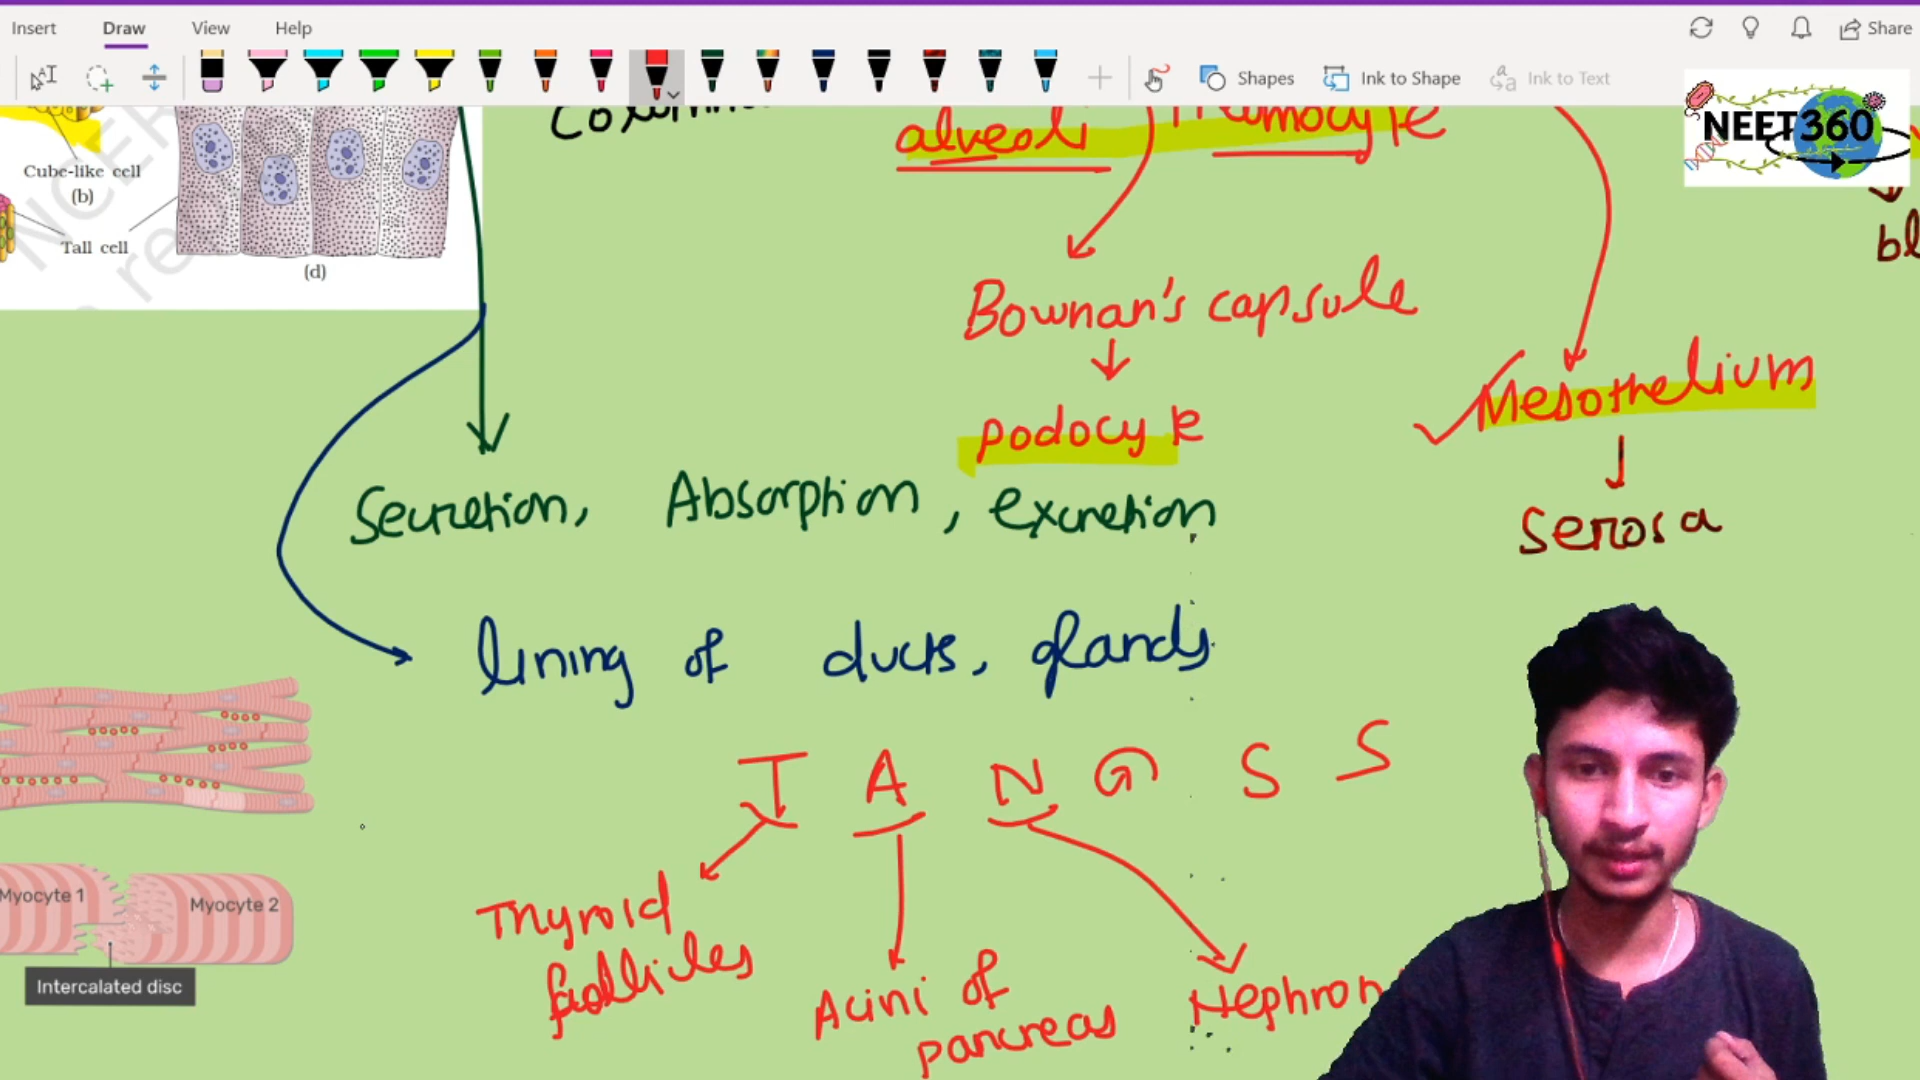 Insert Draw View Help
Share
Shapes Ink to Shape Ink to Text
NEET360
alveoli
Cube-like cell
(b)
Tall cell
(d)
Bowman's capsule
podocyte
Mesothelium
Serosa
Secretion, Absorption, excretion
lining of ducts, glands
T A N G S S
Thyroid
follicles
Acini of
pancreas
Nephron
Myocyte 1
Myocyte 2
Intercalated disc